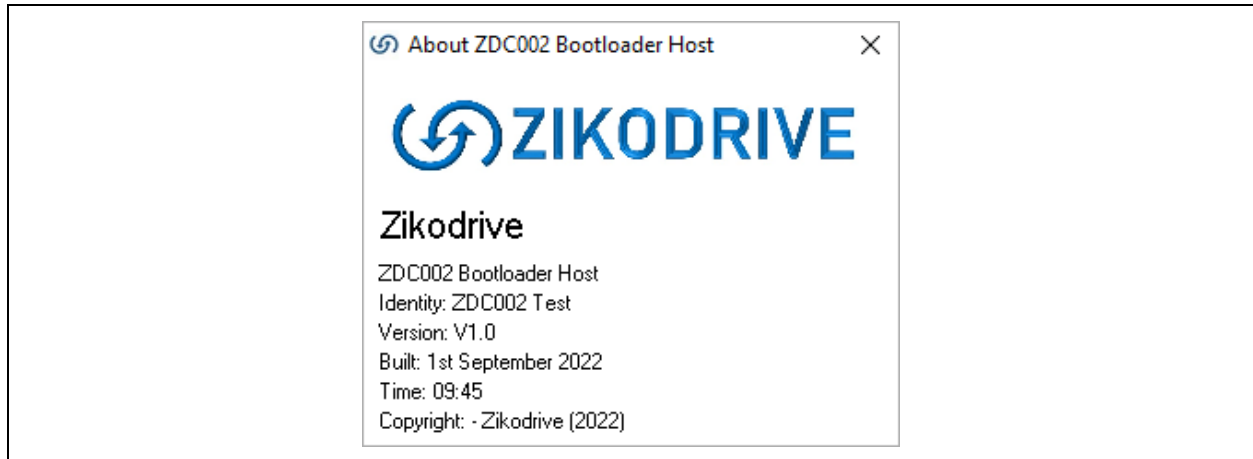 About ZDC002 Bootloader Host
ZIKODRIVE
Zikodrive
ZDC002 Bootloader Host
Identity: ZDC002 Test
Version: V1.0
Built: 1st September 2022
Time: 09:45
Copyright: - Zikodrive (2022)